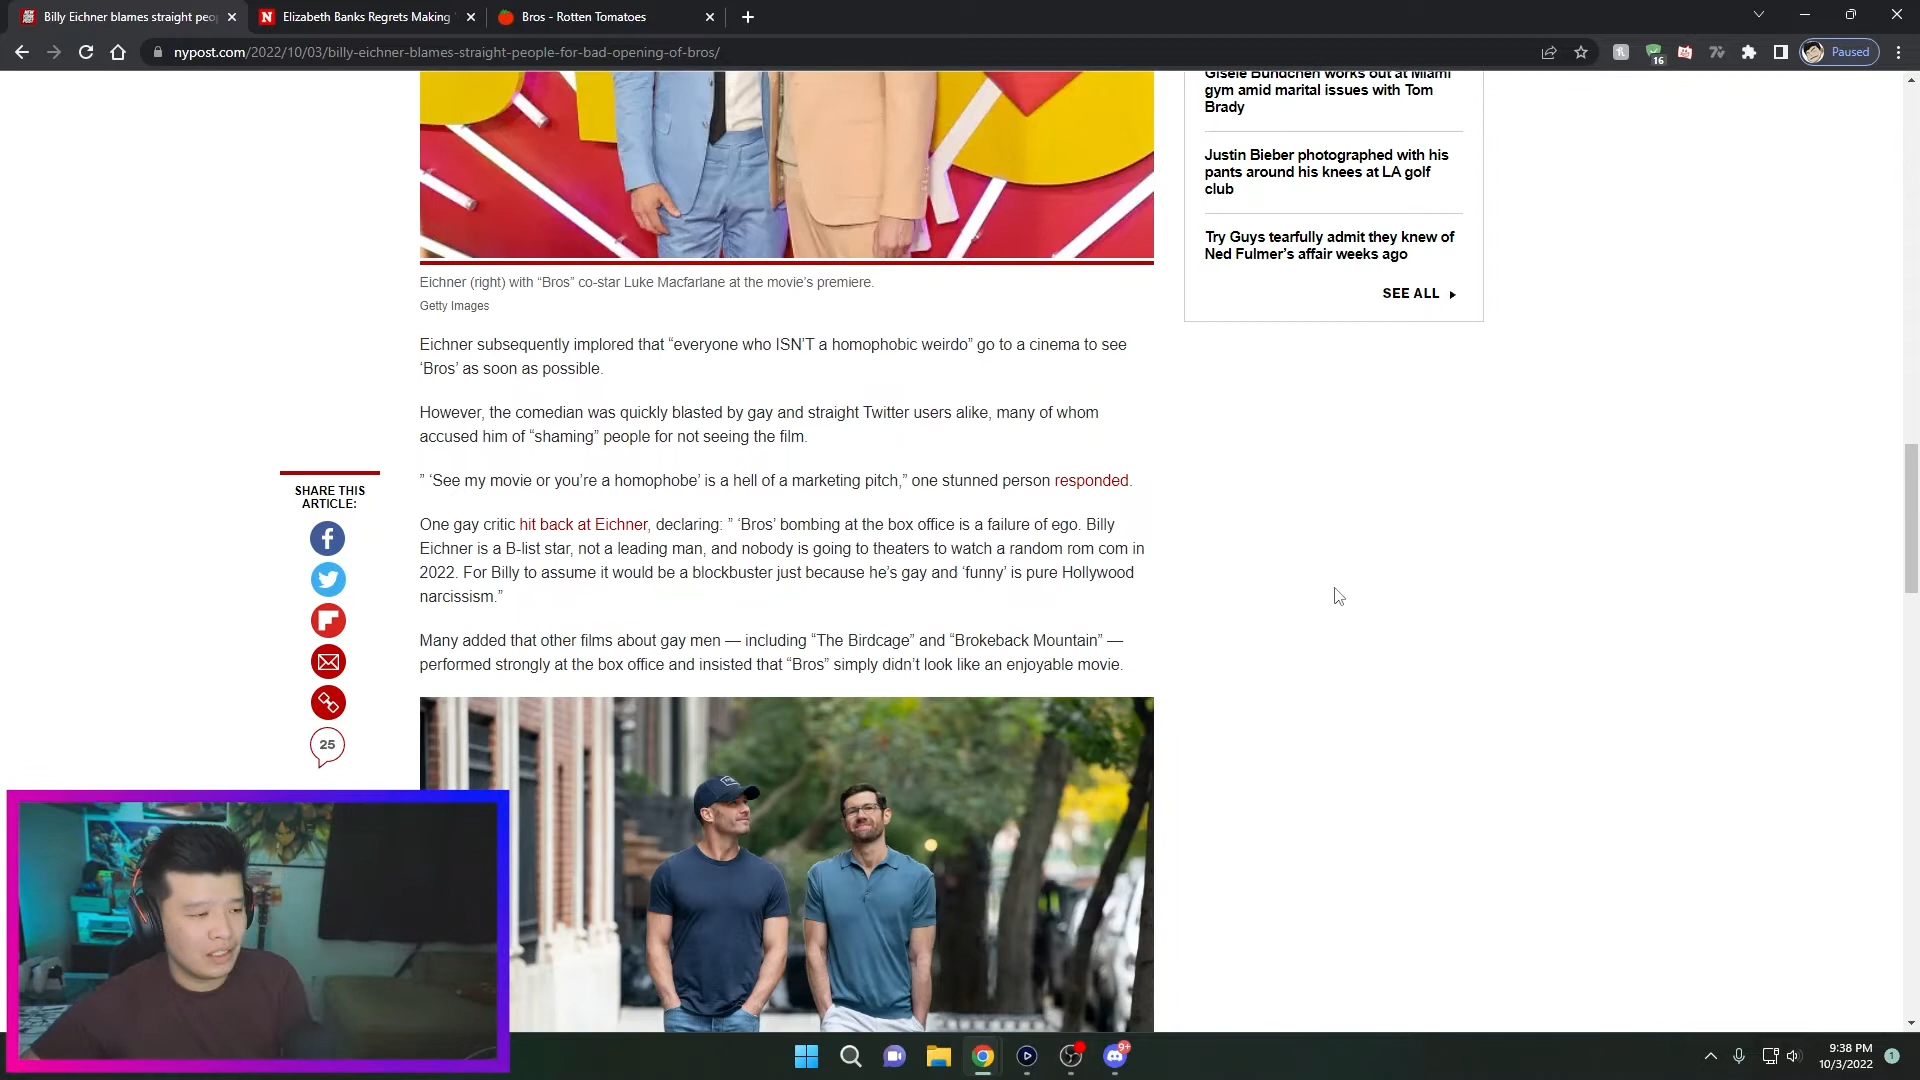 Billy Eichner blames straight peo
Elizabeth Banks Regrets Making
Bros - Rotten Tomatoes
nypost.com/2022/10/03/billy-eichner-blames-straight-people-for-bad-opening-of-bros/
16
Paused
Gisele Bündchen works out at Miami
gym amid marital issues with Tom
Brady
Justin Bieber photographed with his
pants around his knees at LA golf
club
Try Guys tearfully admit they knew of
Ned Fulmer’s affair weeks ago
SEE ALL
Eichner (right) with “Bros” co-star Luke Macfarlane at the movie’s premiere.
Getty Images
Eichner subsequently implored that “everyone who ISN’T a homophobic weirdo” go to a cinema to see
‘Bros’ as soon as possible.
However, the comedian was quickly blasted by gay and straight Twitter users alike, many of whom
accused him of “shaming” people for not seeing the film.
” ‘See my movie or you’re a homophobe’ is a hell of a marketing pitch,” one stunned person responded.
One gay critic hit back at Eichner, declaring: ” ‘Bros’ bombing at the box office is a failure of ego. Billy
Eichner is a B-list star, not a leading man, and nobody is going to theaters to watch a random rom com in
2022. For Billy to assume it would be a blockbuster just because he’s gay and ‘funny’ is pure Hollywood
narcissism.”
Many added that other films about gay men — including “The Birdcage” and “Brokeback Mountain” —
performed strongly at the box office and insisted that “Bros” simply didn’t look like an enjoyable movie.
SHARE THIS
ARTICLE:
25
9+
9:38 PM
10/3/2022
1